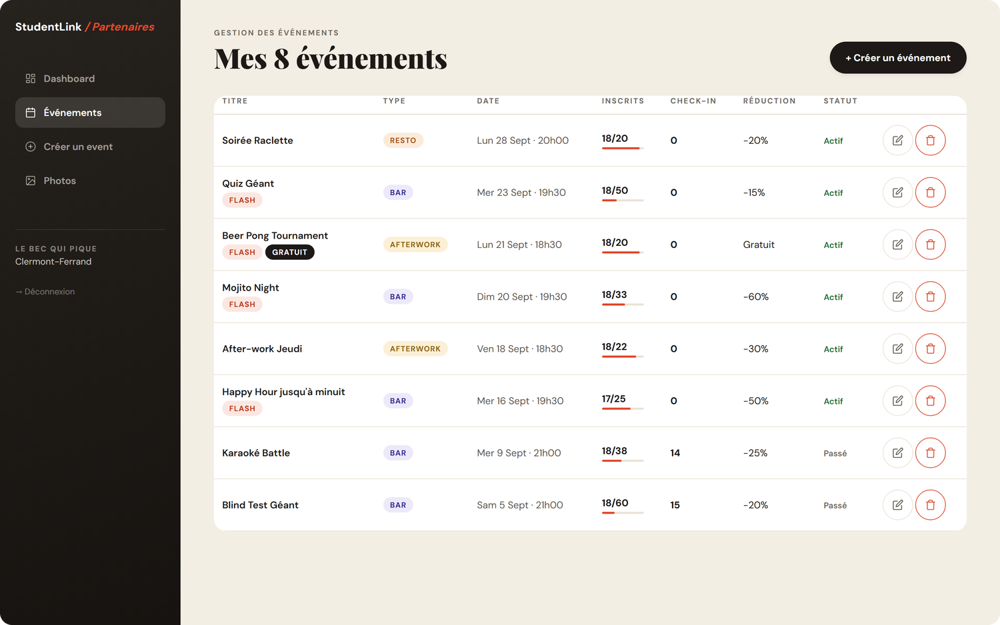 StudentLink / Partenaires
Dashboard
Événements
Créer un event
Photos
LE BEC QUI PIQUE
Clermont-Ferrand
→ Déconnexion
GESTION DES ÉVÉNEMENTS
Mes 8 événements
+ Créer un événement
TITRE TYPE DATE INSCRITS CHECK-IN RÉDUCTION STATUT
Soirée Raclette RESTO Lun 28 Sept · 20h00 18/20 0 -20% Actif
Quiz Géant
FLASH
BAR Mer 23 Sept · 19h30 18/50 0 -15% Actif
Beer Pong Tournament
FLASH GRATUIT
AFTERWORK Lun 21 Sept · 18h30 18/20 0 Gratuit Actif
Mojito Night
FLASH
BAR Dim 20 Sept · 19h30 18/33 0 -60% Actif
After-work Jeudi AFTERWORK Ven 18 Sept · 18h30 18/22 0 -30% Actif
Happy Hour jusqu'à minuit
FLASH
BAR Mer 16 Sept · 19h30 17/25 0 -50% Actif
Karaoké Battle BAR Mer 9 Sept · 21h00 18/38 14 -25% Passé
Blind Test Géant BAR Sam 5 Sept · 21h00 18/60 15 -20% Passé